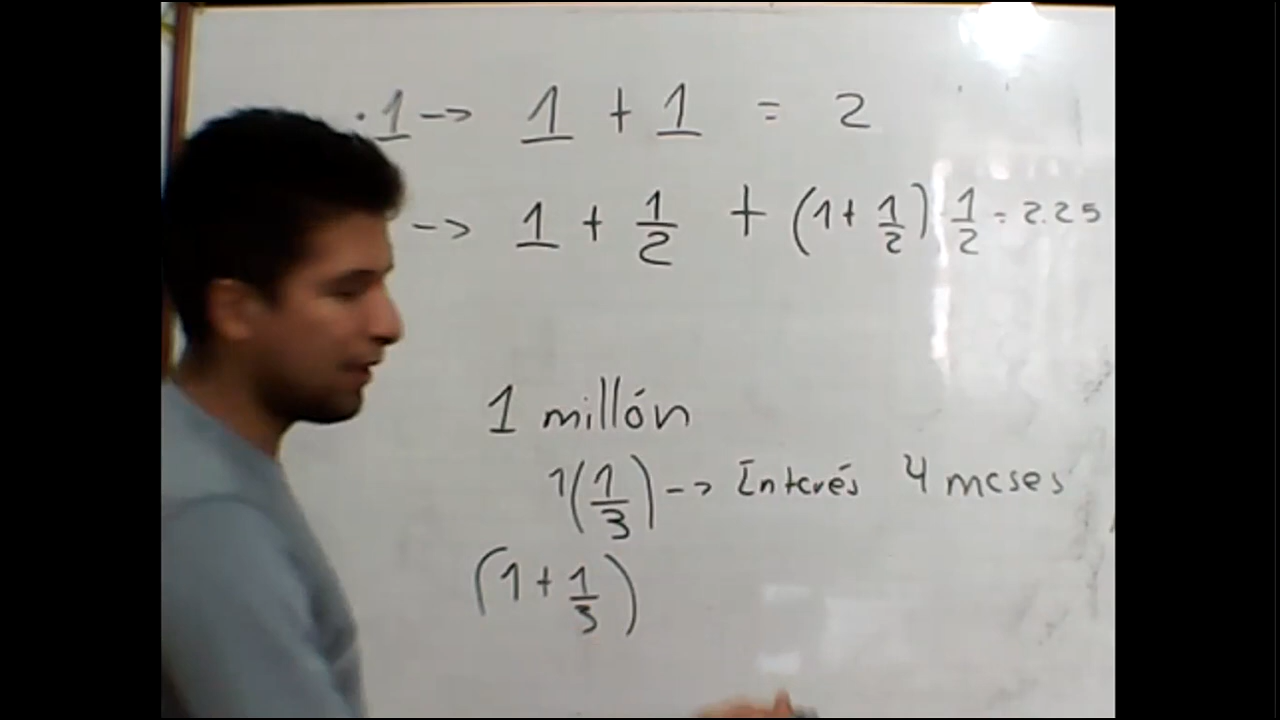 ·1 -> 1 + 1 = 2
-> 1 + 1/2 + (1 + 1/2) 1/2 = 2.25
1 millón
1(1/3) -> Interés 4 meses
(1 + 1/3)